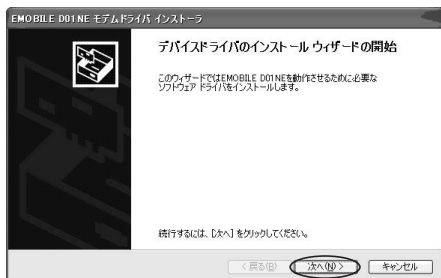 EMOBILE D01NE モデムドライバ インストーラ
デバイスドライバのインストール ウィザードの開始
このウィザードではEMOBILE D01NEを動作させるために必要な
ソフトウェア ドライバをインストールします。
続行するには、[次へ] をクリックしてください。
< 戻る(B) 次へ(N) > キャンセル